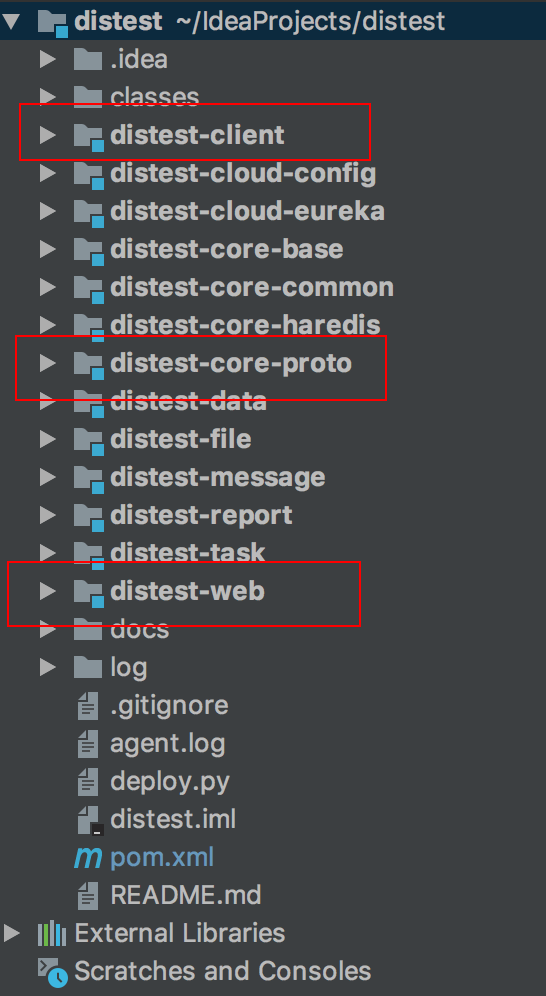 distest ~/IdeaProjects/distest
.idea
classes
distest-client
distest-cloud-config
distest-cloud-eureka
distest-core-base
distest-core-common
distest-core-haredis
distest-core-proto
distest-data
distest-file
distest-message
distest-report
distest-task
distest-web
docs
log
.gitignore
agent.log
deploy.py
distest.iml
pom.xml
README.md
External Libraries
Scratches and Consoles